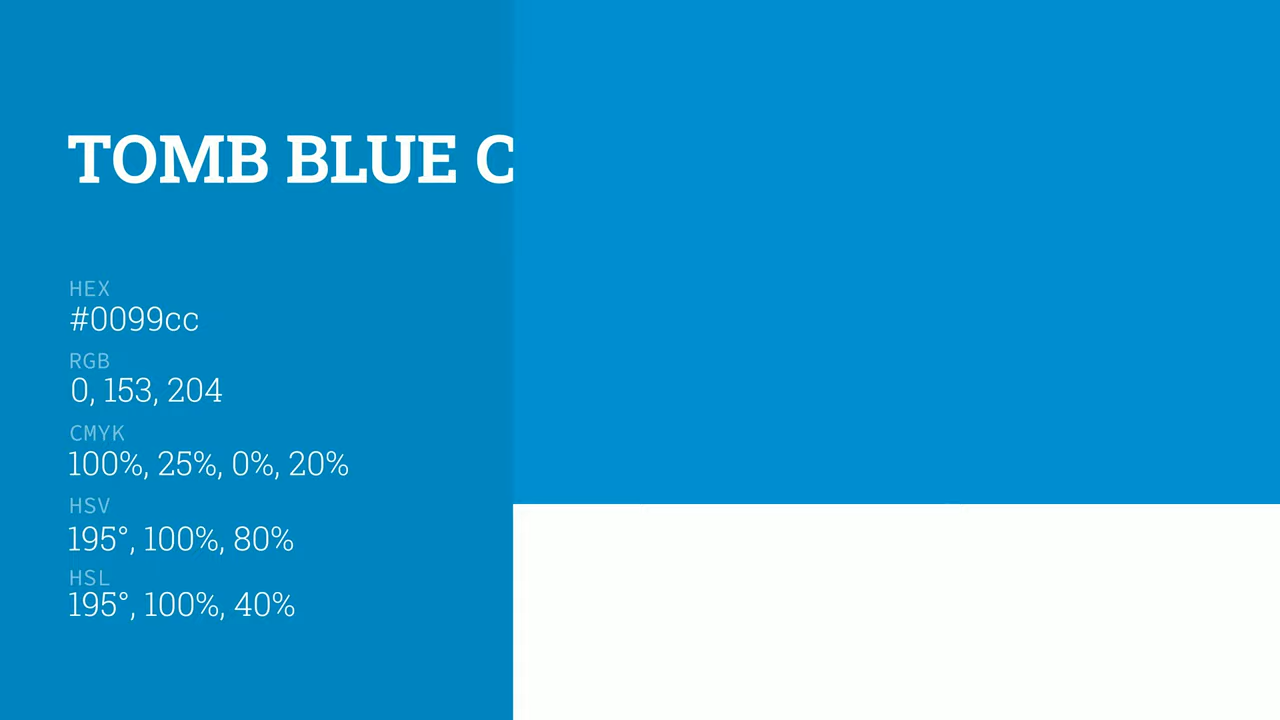 TOMB BLUE C
HEX
#0099cc
RGB
0, 153, 204
CMYK
100%, 25%, 0%, 20%
HSV
195°, 100%, 80%
HSL
195°, 100%, 40%